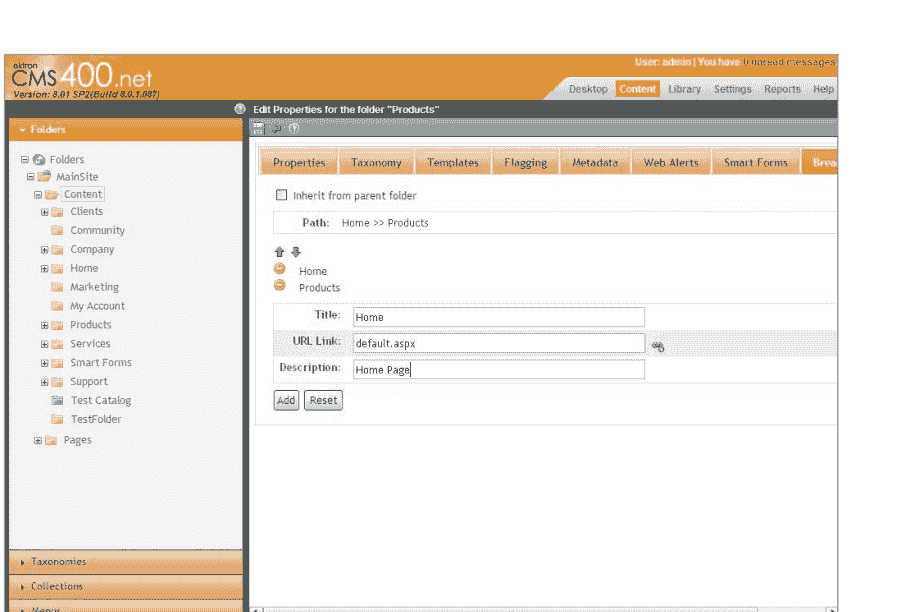 ektron
CMS400.net
Version: 8.01 SP2(Build 8.0.1.087)
User: admin | You have 0 unread messages
Desktop Content Library Settings Reports Help
Edit Properties for the folder "Products"
Folders
Folders
MainSite
Content
Clients
Community
Company
Home
Marketing
My Account
Products
Services
Smart Forms
Support
Test Catalog
TestFolder
Pages
Taxonomies
Collections
Menus
Properties Taxonomy Templates Flagging Metadata Web Alerts Smart Forms Brea
Inherit from parent folder
Path: Home >> Products
Home
Products
Title: Home
URL Link: default.aspx
Description: Home Page
Add Reset